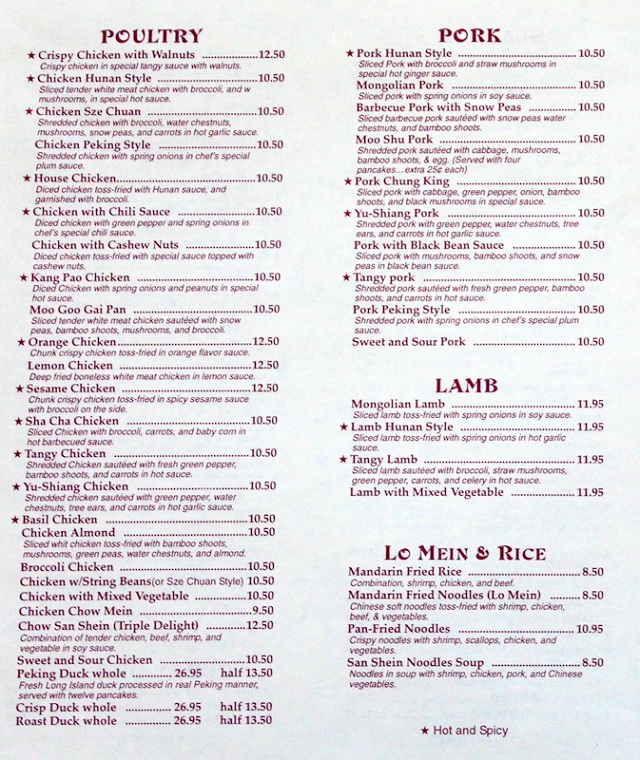 POULTRY
★ Crispy Chicken with Walnuts ..................12.50
Crispy chicken in special tangy sauce with walnuts.
★ Chicken Hunan Style ..................10.50
Sliced tender white meat chicken with broccoli, and w
mushrooms, in special hot sauce.
★ Chicken Sze Chuan ..................10.50
Shredded chicken with broccoli, water chestnuts,
mushrooms, snow peas, and carrots in hot garlic sauce.
Chicken Peking Style ..................10.50
Shredded chicken with spring onions in chef's special
plum sauce.
★ House Chicken..................10.50
Diced chicken toss-fried with Hunan sauce, and
garnished with broccoli.
★ Chicken with Chili Sauce ..................10.50
Diced chicken with green pepper and spring onions in
chef's special chili sauce.
Chicken with Cashew Nuts ..................10.50
Diced chicken toss-fried with special sauce topped with
cashew nuts.
★ Kang Pao Chicken ..................10.50
Diced Chicken with spring onions and peanuts in special
hot sauce.
Moo Goo Gai Pan ..................10.50
Sliced tender white meat chicken sautéed with snow
peas, bamboo shoots, mushrooms, and broccoli.
★ Orange Chicken..................12.50
Chunk crispy chicken toss-fried in orange flavor sauce.
Lemon Chicken ..................12.50
Deep fried boneless white meat chicken in lemon sauce.
★ Sesame Chicken ..................12.50
Chunk crispy chicken toss-fried in spicy sesame sauce
with broccoli on the side.
★ Sha Cha Chicken ..................10.50
Sliced Chicken with broccoli, carrots, and baby corn in
hot barbecued sauce.
★ Tangy Chicken ..................10.50
Shredded Chicken sautéed with fresh green pepper,
bamboo shoots, and carrots in hot sauce.
★ Yu-Shiang Chicken ..................10.50
Shredded chicken sautéed with green pepper, water
chestnuts, tree ears, and carrots in hot garlic sauce.
★ Basil Chicken ..................10.50
Chicken Almond ..................10.50
Sliced whit chicken toss-fried with bamboo shoots,
mushrooms, green peas, water chestnuts, and almond.
Broccoli Chicken ..................10.50
Chicken w/String Beans(or Sze Chuan Style) 10.50
Chicken with Mixed Vegetable ..................10.50
Chicken Chow Mein ..................9.50
Chow San Shein (Triple Delight) ..................12.50
Combination of tender chicken, beef, shrimp, and
vegetable in soy sauce.
Sweet and Sour Chicken ..................10.50
Peking Duck whole ............ 26.95 half 13.50
Fresh Long Island duck processed in real Peking manner,
served with twelve pancakes.
Crisp Duck whole ............ 26.95 half 13.50
Roast Duck whole ............ 26.95 half 13.50
PORK
★ Pork Hunan Style ..................10.50
Sliced Pork with broccoli and straw mushrooms in
special hot ginger sauce.
Mongolian Pork ..................10.50
Sliced pork with spring onions in soy sauce.
Barbecue Pork with Snow Peas ..................10.50
Sliced barbecue pork sautéed with snow peas water
chestnuts, and bamboo shoots.
Moo Shu Pork ..................10.50
Shredded pork sautéed with cabbage, mushrooms,
bamboo shoots, & egg. (Served with four
pancakes...extra 25¢ each)
★ Pork Chung King ..................10.50
Sliced pork with cabbage, green pepper, onion, bamboo
shoots, and black mushrooms in special sauce.
★ Yu-Shiang Pork ..................10.50
Shredded pork with green pepper, water chestnuts, tree
ears, and carrots in hot garlic sauce.
Pork with Black Bean Sauce ..................10.50
Sliced pork with mushrooms, bamboo shoots, and snow
peas in black bean sauce.
★ Tangy pork ..................10.50
Shredded pork sautéed with fresh green pepper, bamboo
shoots, and carrots in hot sauce.
Pork Peking Style ..................10.50
Shredded pork with spring onions in chef's special plum
sauce.
Sweet and Sour Pork ..................10.50
LAMB
Mongolian Lamb ..................11.95
Sliced lamb toss-fried with spring onions in soy sauce.
★ Lamb Hunan Style ..................11.95
Sliced lamb toss-fried with spring onions in hot garlic
sauce.
★ Tangy Lamb ..................11.95
Sliced lamb sautéed with broccoli, straw mushrooms,
green pepper, carrots, and celery in hot sauce.
Lamb with Mixed Vegetable ..................11.95
LO MEIN & RICE
Mandarin Fried Rice ..................8.50
Combination, shrimp, chicken, and beef.
Mandarin Fried Noodles (Lo Mein) .........8.50
Chinese soft noodles toss-fried with shrimp, chicken,
beef, & vegetables.
Pan-Fried Noodles ..................10.95
Crispy noodles with shrimp, scallops, chicken, and
vegetables.
San Shein Noodles Soup ..................8.50
Noodles in soup with shrimp, chicken, pork, and Chinese
vegetables.
★ Hot and Spicy